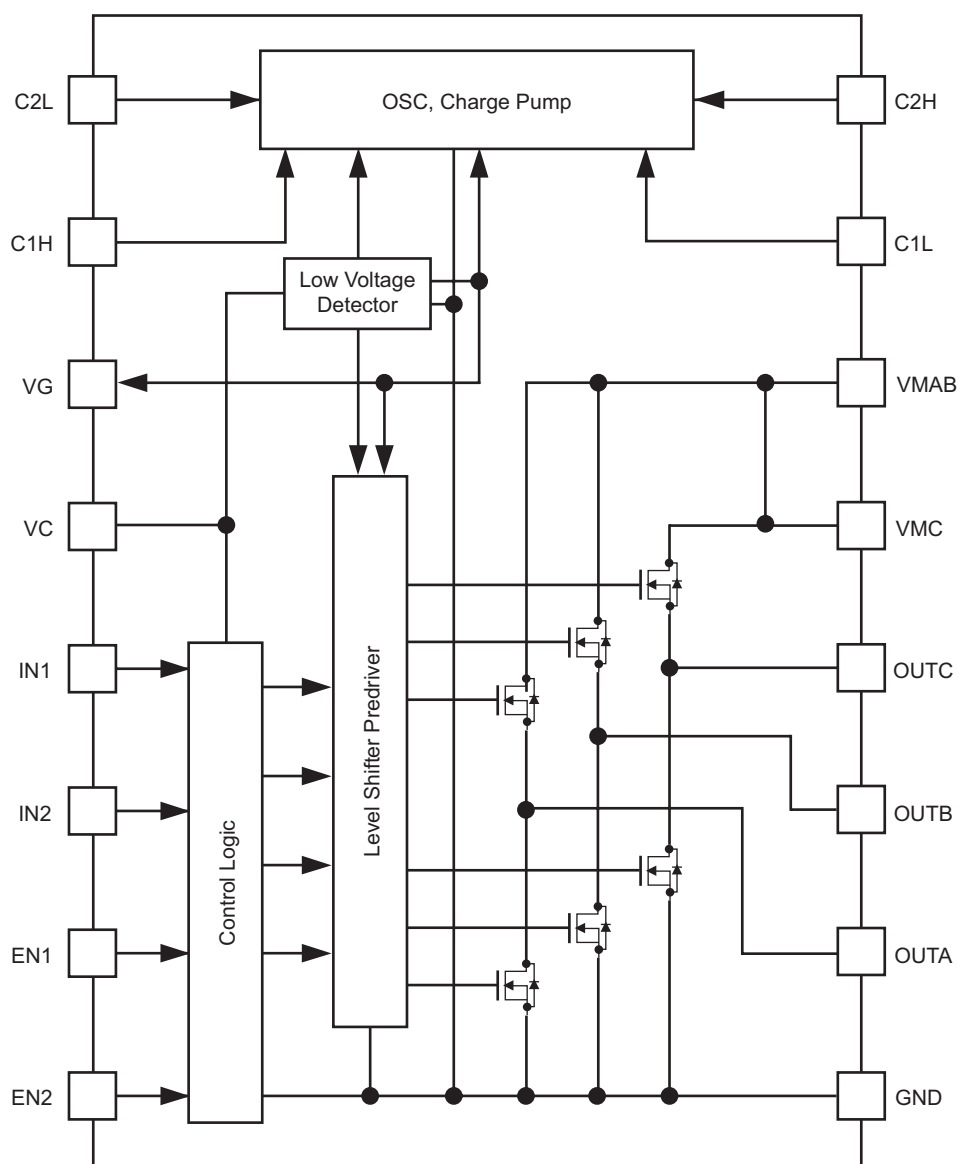 C2L
OSC, Charge Pump
C2H
C1H
C1L
Low Voltage
Detector
VG
VMAB
VC
VMC
IN1
OUTC
IN2
Control Logic
Level Shifter Predriver
OUTB
EN1
OUTA
EN2
GND